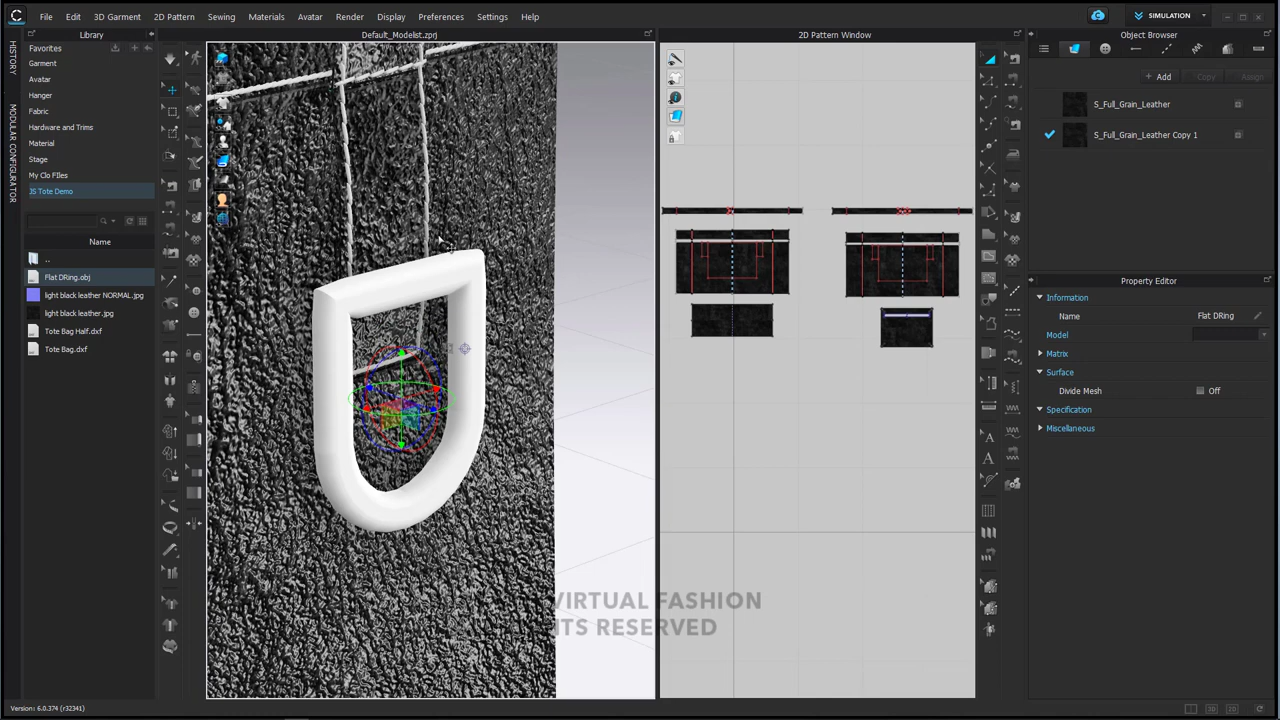 File
Edit
3D Garment
2D Pattern
Sewing
Materials
Avatar
Render
Display
Preferences
Settings
Help
SIMULATION
Library
Default_Modelist.zprj
2D Pattern Window
Object Browser
HISTORY
MODULAR CONFIGURATOR
Favorites
Garment
Avatar
Hanger
Fabric
Hardware and Trims
Material
Stage
My Clo Files
JS Tote Demo
Name
..
Flat DRing.obj
light black leather NORMAL.jpg
light black leather.jpg
Tote Bag Half.dxf
Tote Bag.dxf
+ Add
Copy
Assign
S_Full_Grain_Leather
S_Full_Grain_Leather Copy 1
Property Editor
Information
Name
Flat DRing
Model
Matrix
Surface
Divide Mesh
Off
Specification
Miscellaneous
VIRTUAL FASHION
TS RESERVED
Version: 6.0.374 (r32341)
3D
2D